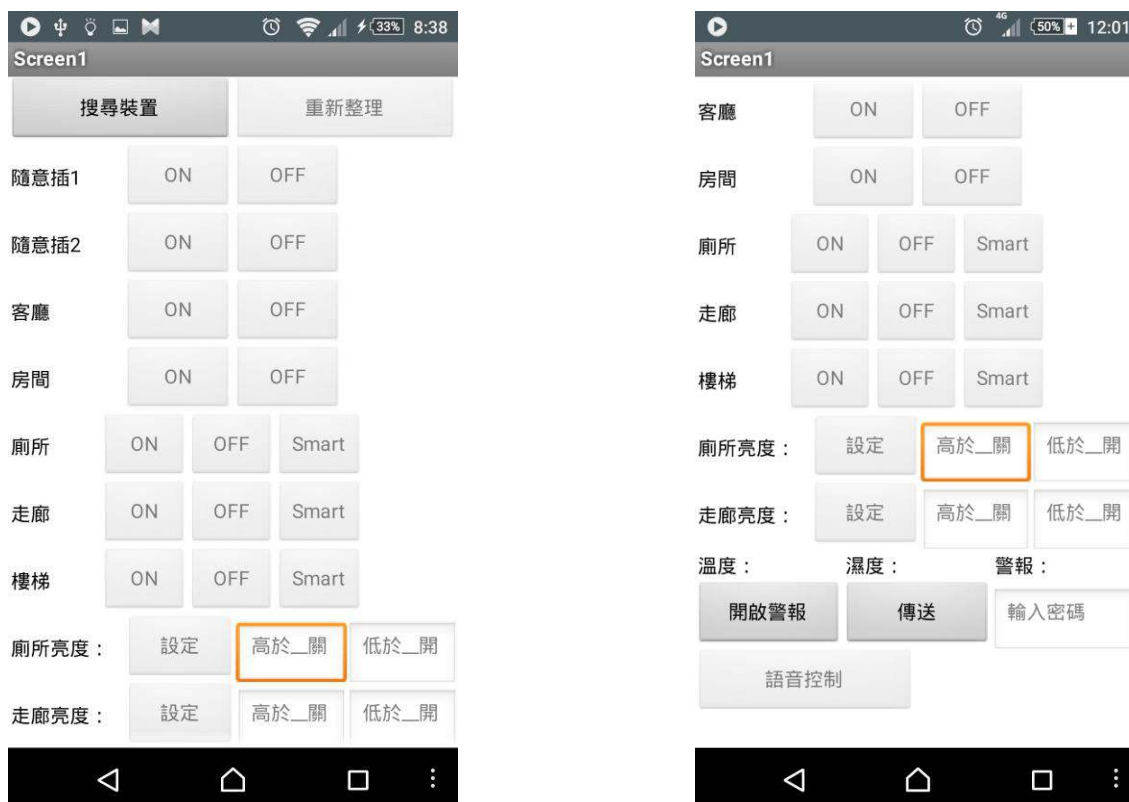 33% 8:38
Screen1
搜尋裝置 重新整理
隨意插1 ON OFF
隨意插2 ON OFF
客廳 ON OFF
房間 ON OFF
廁所 ON OFF Smart
走廊 ON OFF Smart
樓梯 ON OFF Smart
廁所亮度： 設定 高於__關 低於__開
走廊亮度： 設定 高於__關 低於__開
4G 50% 12:01
Screen1
客廳 ON OFF
房間 ON OFF
廁所 ON OFF Smart
走廊 ON OFF Smart
樓梯 ON OFF Smart
廁所亮度： 設定 高於__關 低於__開
走廊亮度： 設定 高於__關 低於__開
溫度： 濕度： 警報：
開啟警報 傳送 輸入密碼
語音控制